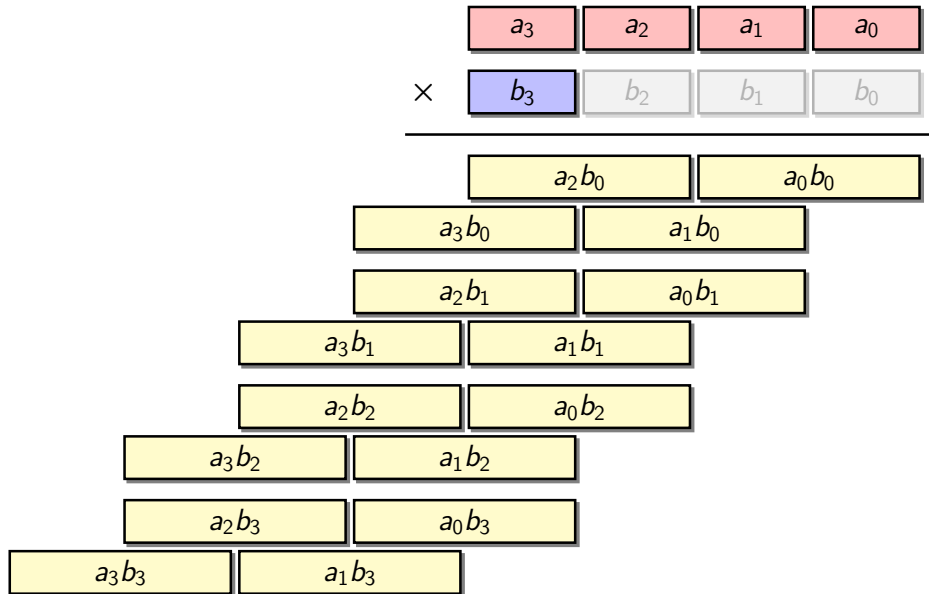 a₃ a₂ a₁ a₀
× b₃ b₂ b₁ b₀
a₂b₀ a₀b₀
a₃b₀ a₁b₀
a₂b₁ a₀b₁
a₃b₁ a₁b₁
a₂b₂ a₀b₂
a₃b₂ a₁b₂
a₂b₃ a₀b₃
a₃b₃ a₁b₃